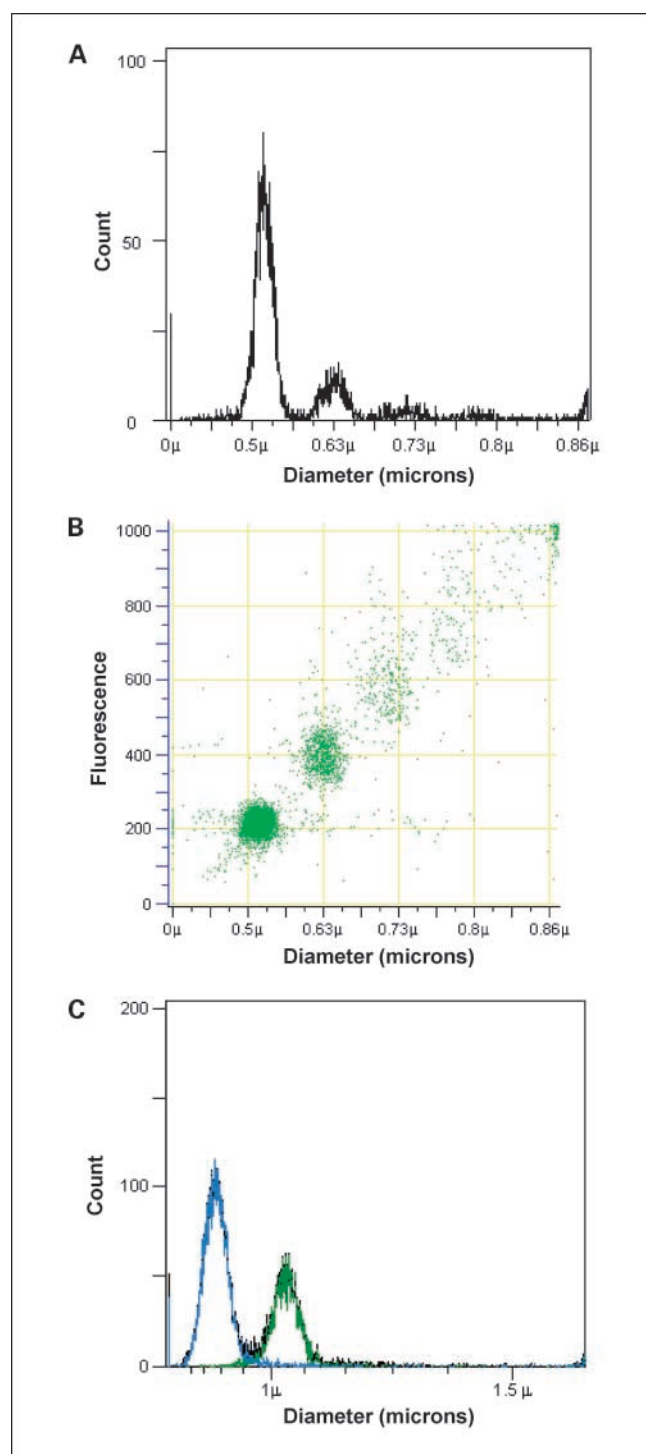 A
100
50
0
Count
0µ 0.5µ 0.63µ 0.73µ 0.8µ 0.86µ
Diameter (microns)
B
1000
800
600
400
200
0
Fluorescence
0µ 0.5µ 0.63µ 0.73µ 0.8µ 0.86µ
Diameter (microns)
C
200
100
0
Count
1µ 1.5µ
Diameter (microns)